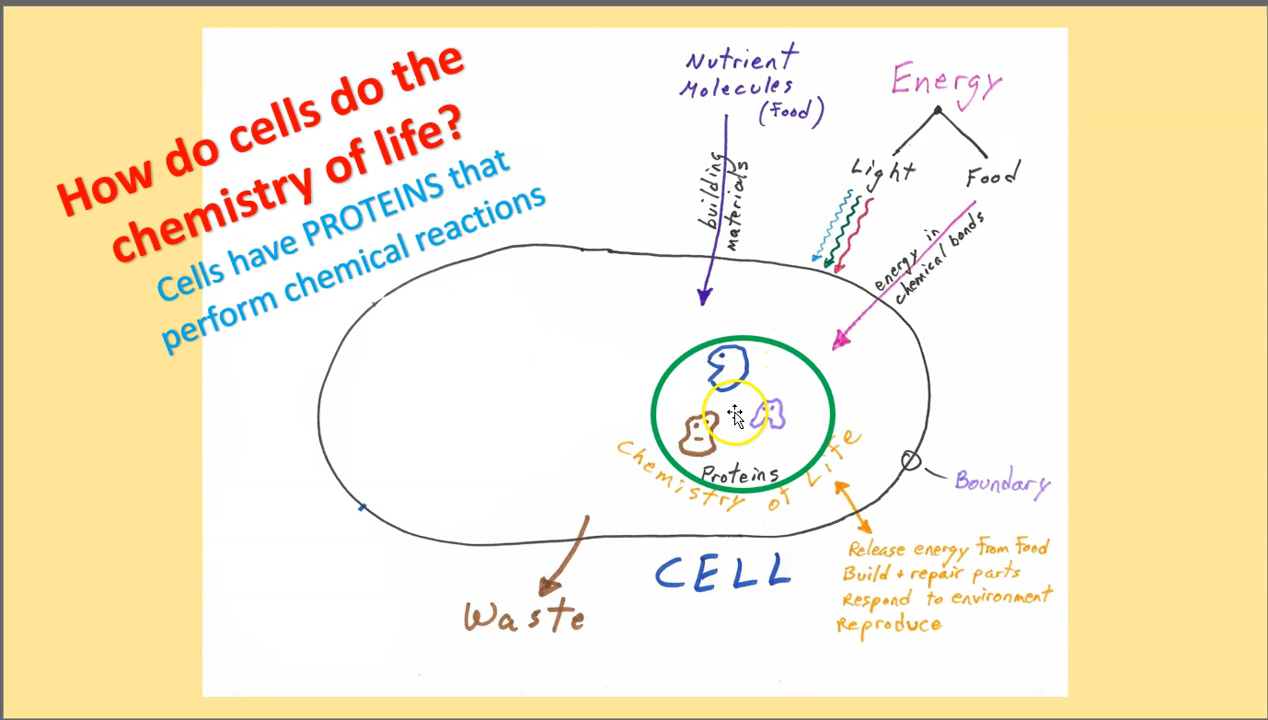 How do cells do the
chemistry of life?
Cells have PROTEINS that
perform chemical reactions
Nutrient
Molecules
(Food)
building
materials
Energy
Light
Food
energy in
chemical bonds
Proteins
Chemistry of Life
Boundary
CELL
Waste
Release energy from Food
Build + repair parts
Respond to environment
Reproduce